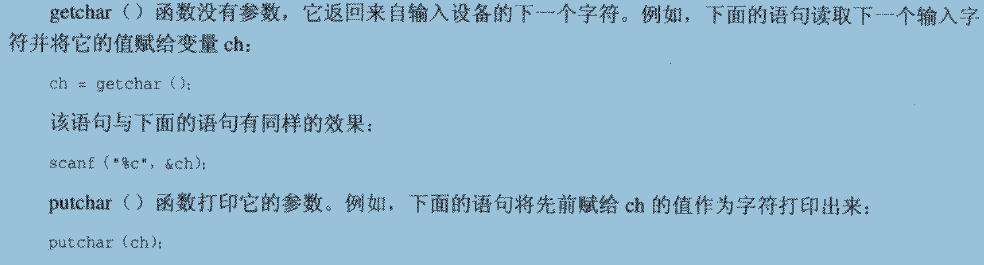 getchar（）函数没有参数，它返回来自输入设备的下一个字符。例如，下面的语句读取下一个输入字
符并将它的值赋给变量 ch：
ch = getchar（）;
该语句与下面的语句有同样的效果：
scanf（"%c", &ch);
putchar（）函数打印它的参数。例如，下面的语句将先前赋给 ch 的值作为字符打印出来：
putchar（ch);